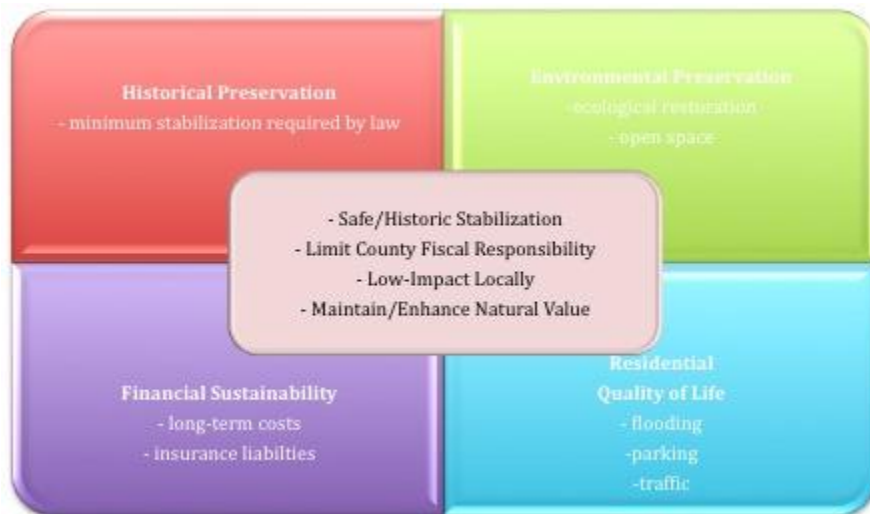 Historical Preservation
- minimum stabilization required by law
Environmental Preservation
-ecological restoration
- open space
- Safe/Historic Stabilization
- Limit County Fiscal Responsibility
- Low-Impact Locally
- Maintain/Enhance Natural Value
Financial Sustainability
- long-term costs
- insurance liabilties
Residential
Quality of Life
- flooding
-parking
-traffic